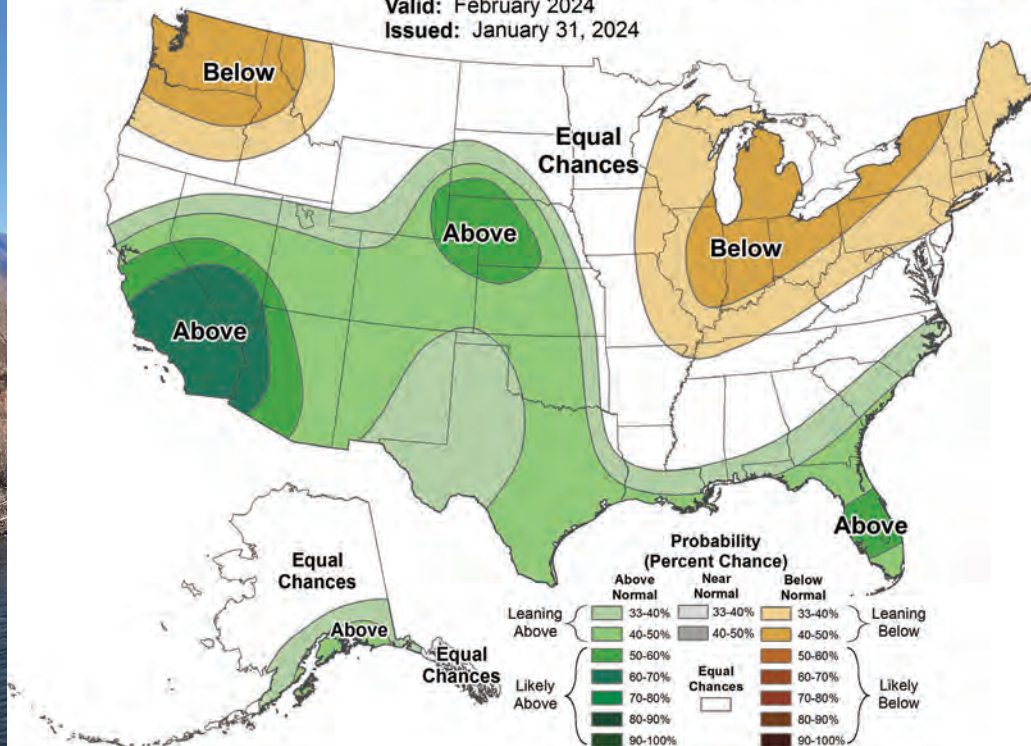 Valid: February 2024
Issued: January 31, 2024
Below
Equal
Chances
Above
Below
Above
Above
Equal
Chances
Above
Equal
Chances
Probability
(Percent Chance)
Above
Normal
Near
Normal
Below
Normal
Leaning
Above
33-40%
33-40%
33-40%
Leaning
Below
40-50%
40-50%
40-50%
Likely
Above
50-60%
50-60%
Likely
Below
60-70%
Equal
Chances
60-70%
70-80%
70-80%
80-90%
80-90%
90-100%
90-100%